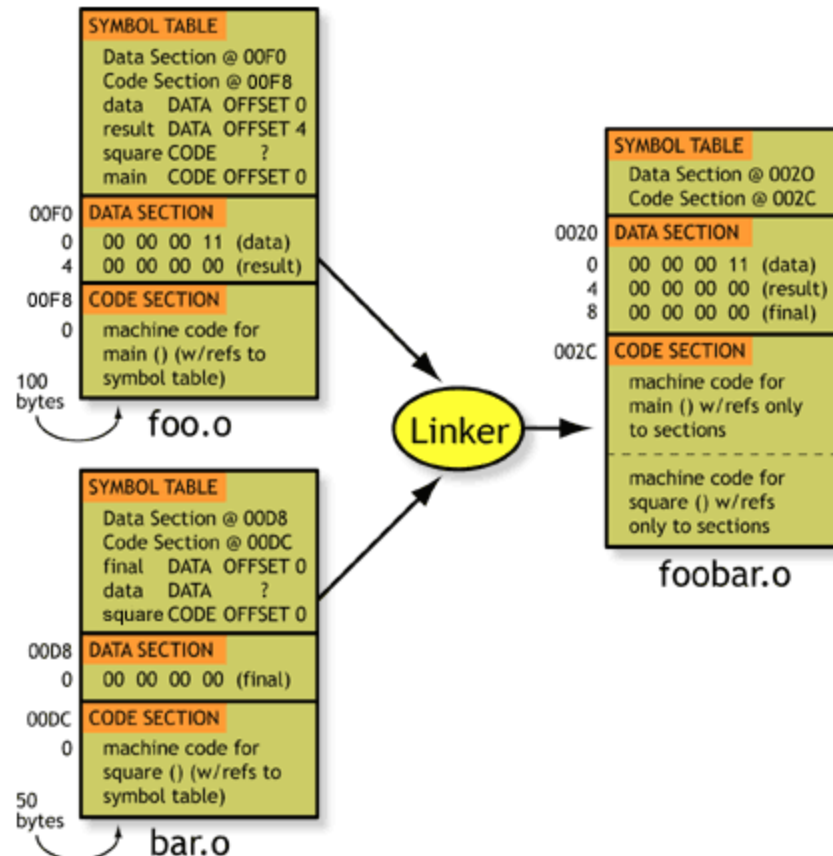 SYMBOL TABLE
Data Section @ 00F0
Code Section @ 00F8
data DATA OFFSET 0
result DATA OFFSET 4
square CODE ?
main CODE OFFSET 0
00F0 DATA SECTION
0 00 00 00 11 (data)
4 00 00 00 00 (result)
00F8 CODE SECTION
0 machine code for
main () (w/refs to
symbol table)
100
bytes
foo.o
SYMBOL TABLE
Data Section @ 00D8
Code Section @ 00DC
final DATA OFFSET 0
data DATA ?
square CODE OFFSET 0
00D8 DATA SECTION
0 00 00 00 00 (final)
00DC CODE SECTION
0 machine code for
square () (w/refs to
symbol table)
50
bytes
bar.o
Linker
SYMBOL TABLE
Data Section @ 0020
Code Section @ 002C
0020 DATA SECTION
0 00 00 00 11 (data)
4 00 00 00 00 (result)
8 00 00 00 00 (final)
002C CODE SECTION
machine code for
main () w/refs only
to sections
machine code for
square () w/refs
only to sections
foobar.o